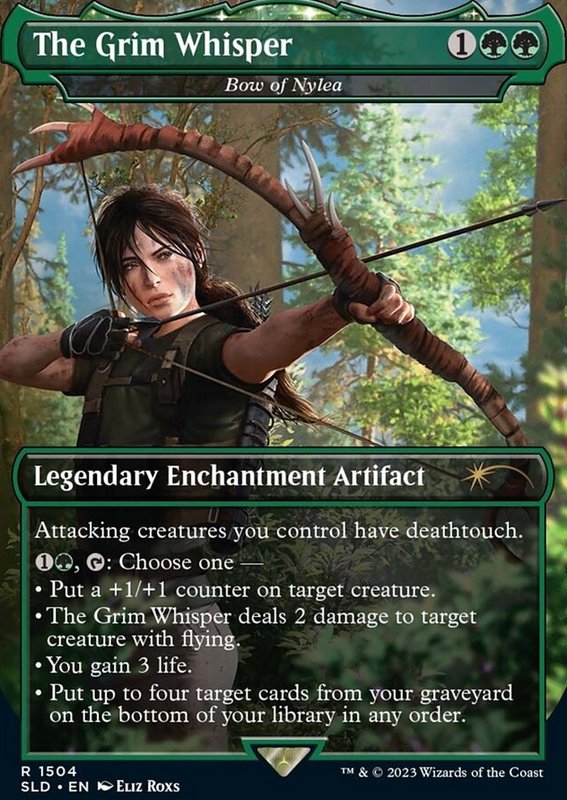 The Grim Whisper 1
Bow of Nylea
Legendary Enchantment Artifact
Attacking creatures you control have deathtouch.
1, : Choose one —
• Put a +1/+1 counter on target creature.
• The Grim Whisper deals 2 damage to target
creature with flying.
• You gain 3 life.
• Put up to four target cards from your graveyard
on the bottom of your library in any order.
R 1504
SLD • EN Eliz Roxs
™ & © 2023 Wizards of the Coast